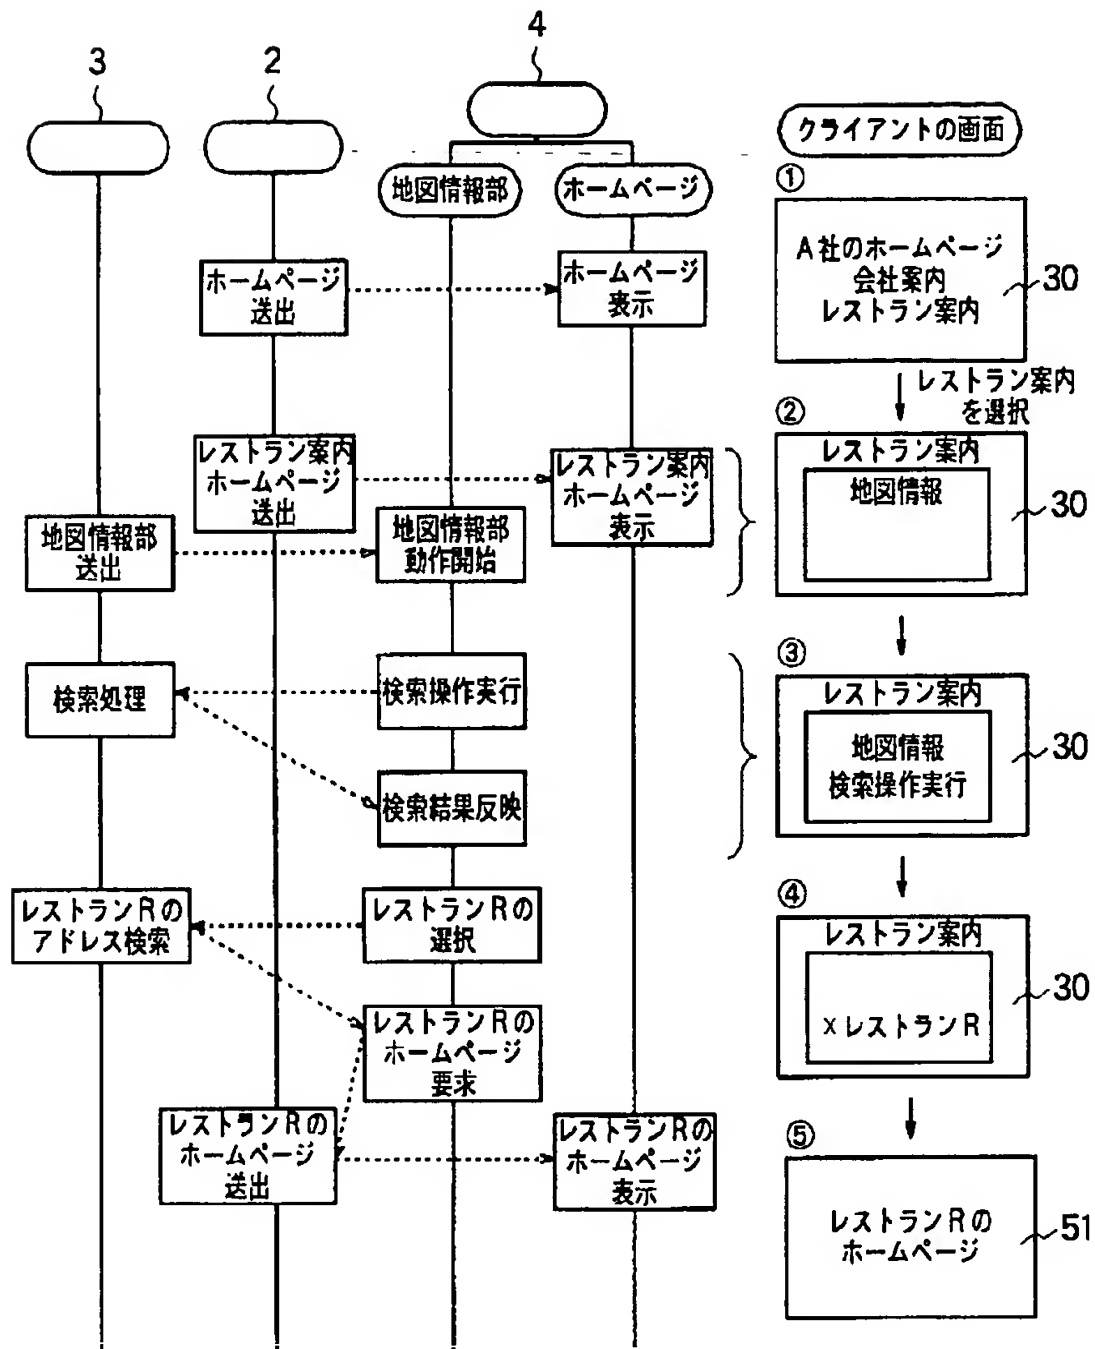 4
3
2
クライアントの画面
地図情報部
ホームページ
①
A社のホームページ
会社案内
レストラン案内
30
ホームページ
送出
ホームページ
表示
レストラン案内
を選択
②
レストラン案内
地図情報
30
レストラン案内
ホームページ
送出
レストラン案内
ホームページ
表示
地図情報部
送出
地図情報部
動作開始
③
レストラン案内
地図情報
検索操作実行
30
検索処理
検索操作実行
検索結果反映
④
レストラン案内
×レストランR
30
レストランRの
アドレス検索
レストランRの
選択
レストランRの
ホームページ
要求
⑤
レストランRの
ホームページ
51
レストランRの
ホームページ
送出
レストランRの
ホームページ
表示